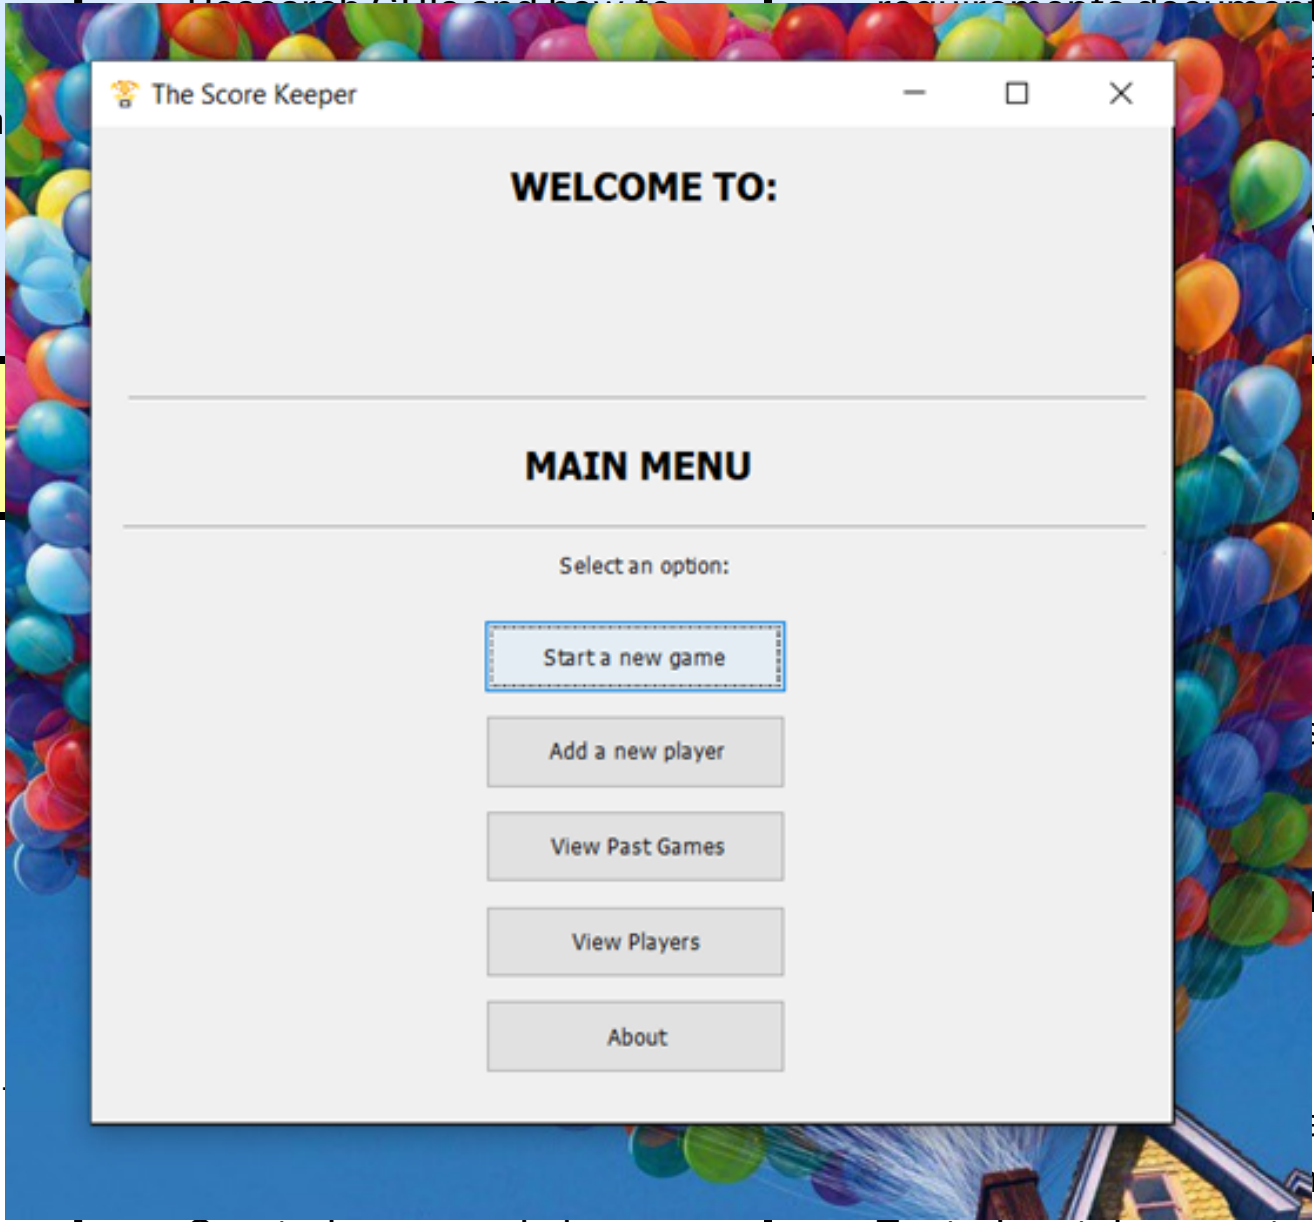 The Score Keeper
WELCOME TO:
MAIN MENU
Select an option:
Start a new game
Add a new player
View Past Games
View Players
About